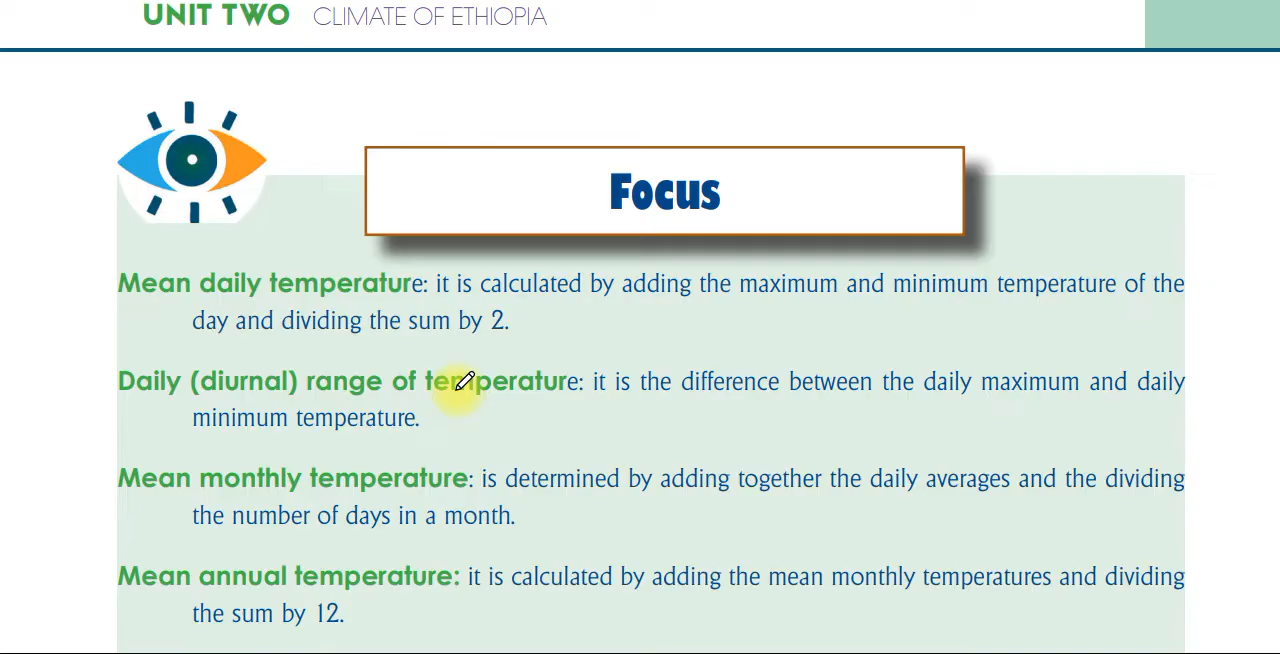 UNIT TWO CLIMATE OF ETHIOPIA
Focus
Mean daily temperature: it is calculated by adding the maximum and minimum temperature of the
day and dividing the sum by 2.
Daily (diurnal) range of temperature: it is the difference between the daily maximum and daily
minimum temperature.
Mean monthly temperature: is determined by adding together the daily averages and the dividing
the number of days in a month.
Mean annual temperature: it is calculated by adding the mean monthly temperatures and dividing
the sum by 12.